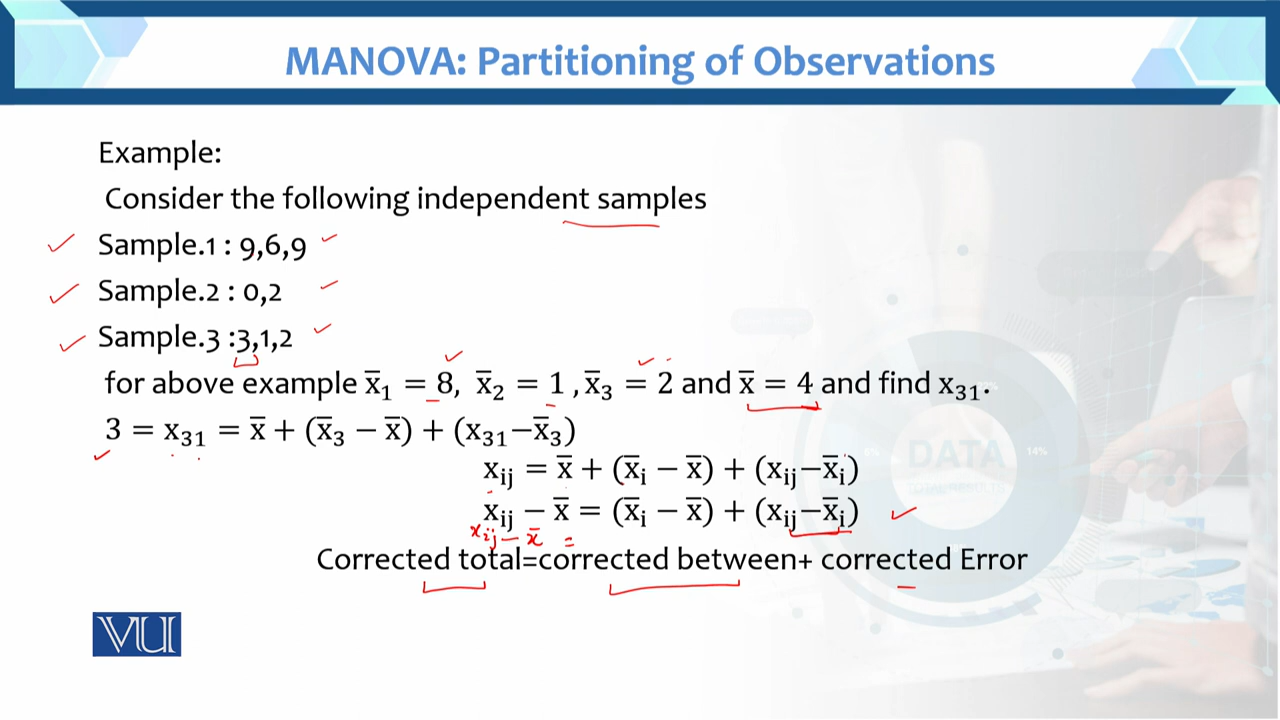 MANOVA: Partitioning of Observations
Example:
Consider the following independent samples
Sample.1 : 9,6,9
Sample.2 : 0,2
Sample.3 :3,1,2
for above example x̅₁ = 8, x̅₂ = 1 ,x̅₃ = 2 and x̅ = 4 and find x₃₁.
3 = x₃₁ = x̅ + (x̅₃ − x̅) + (x₃₁−x̅₃)
xᵢⱼ = x̅ + (x̅ᵢ − x̅) + (xᵢⱼ−x̅ᵢ)
xᵢⱼ − x̅ = (x̅ᵢ − x̅) + (xᵢⱼ−x̅ᵢ)
xᵢⱼ − x̅ =
Corrected total=corrected between+ corrected Error
VU
DATA
14%